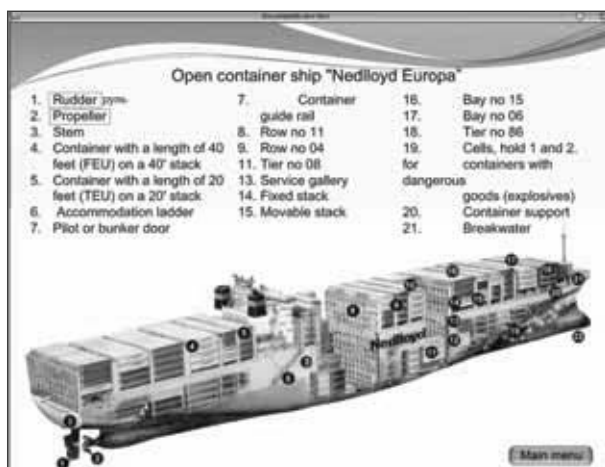 Open container ship "Nedlloyd Europa"
1. Rudder руль
2. Propeller
3. Stern
4. Container with a length of 40
feet (FEU) on a 40' stack
5. Container with a length of 20
feet (TEU) on a 20' stack
6. Accommodation ladder
7. Pilot or bunker door
7. Container
guide rail
8. Row no 11
9. Row no 04
11. Tier no 08
13. Service gallery
14. Fixed stack
15. Movable stack
16. Bay no 15
17. Bay no 06
18. Tier no 86
19. Cells, hold 1 and 2.
for containers with
dangerous
goods (explosives)
20. Container support
21. Breakwater
Nedlloyd
Main menu